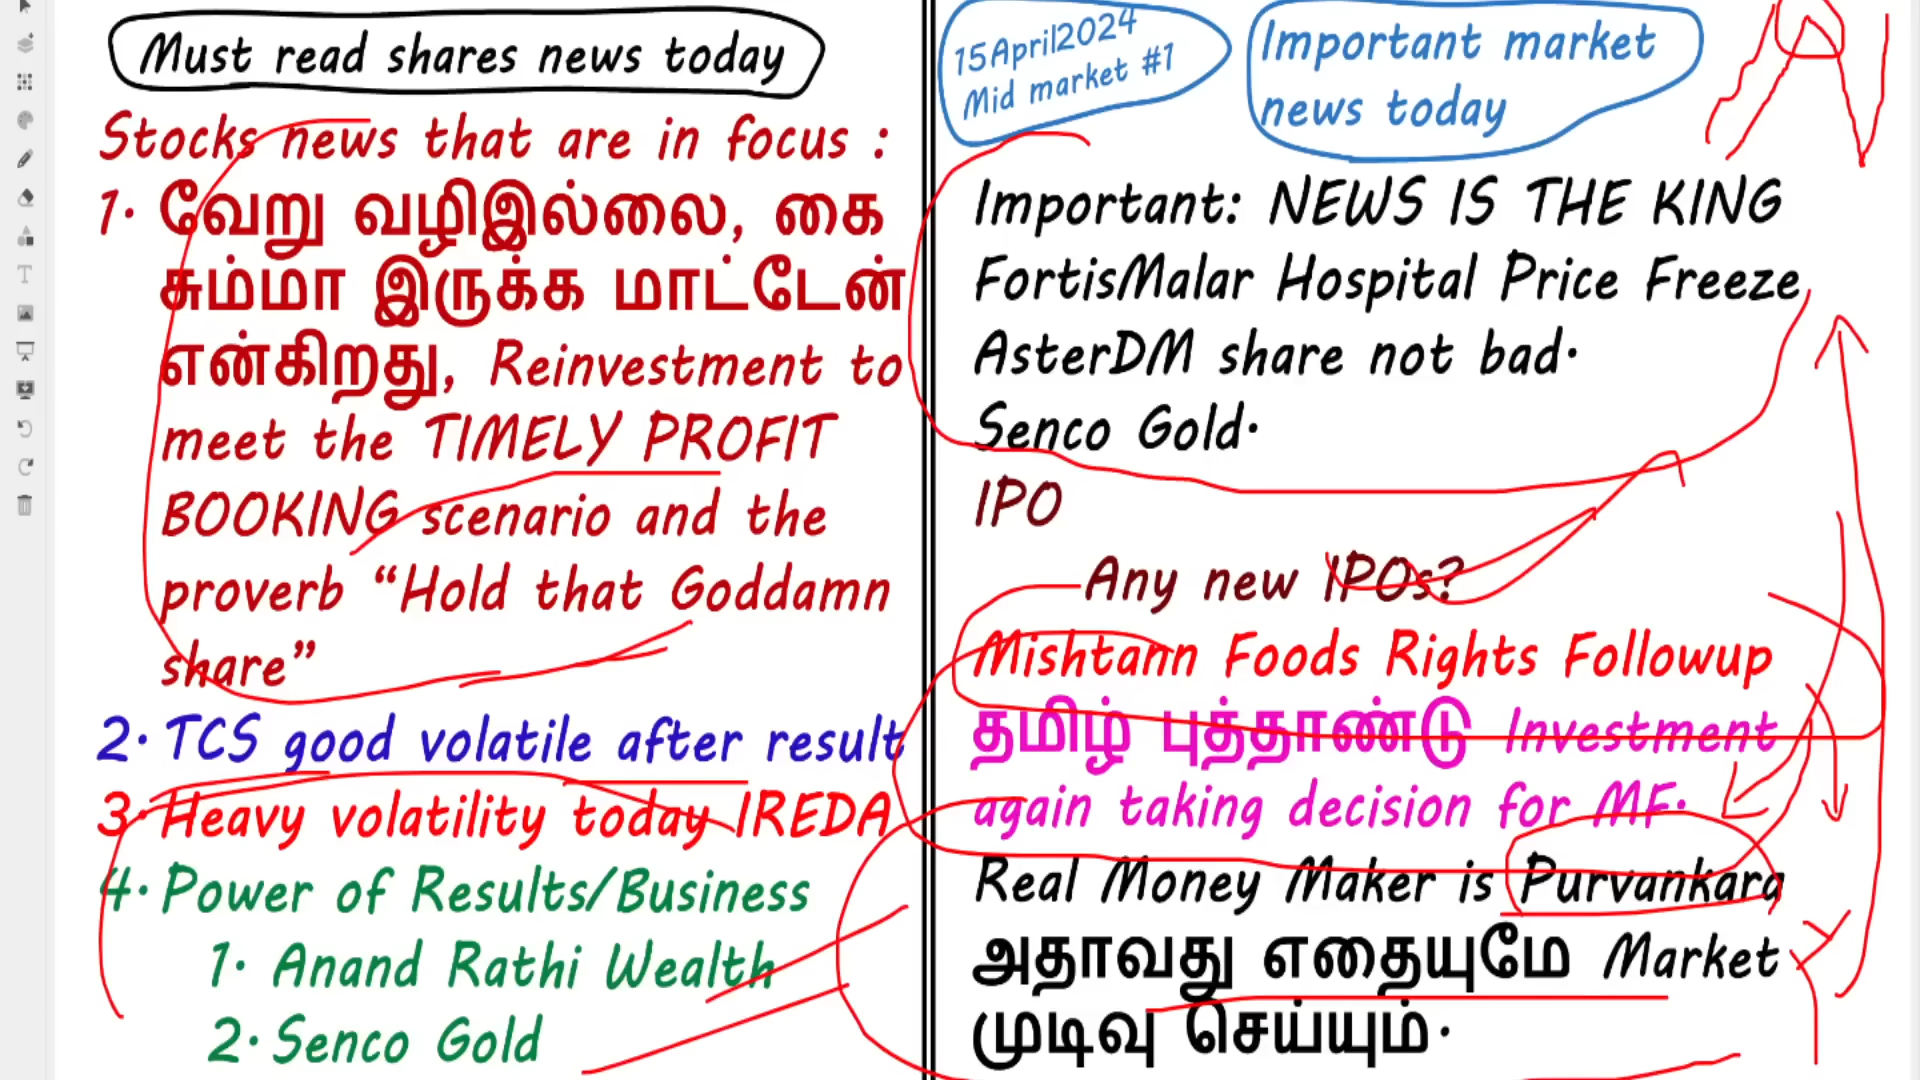 Must read shares news today
Stocks news that are in focus :
1. வேறு வழிஇல்லை, கை
சும்மா இருக்க மாட்டேன்
என்கிறது, Reinvestment to
meet the TIMELY PROFIT
BOOKING scenario and the
proverb “Hold that Goddamn
share”
2. TCS good volatile after result
3. Heavy volatility today IREDA
4. Power of Results/Business
1. Anand Rathi Wealth
2. Senco Gold
15April2024
Mid market #1
Important market
news today
Important: NEWS IS THE KING
FortisMalar Hospital Price Freeze
AsterDM share not bad.
Senco Gold.
IPO
Any new IPOs?
Mishtann Foods Rights Followup
தமிழ் புத்தாண்டு Investment
again taking decision for MF.
Real Money Maker is Purvankara
அதாவது எதையுமே Market
முடிவு செய்யும்.